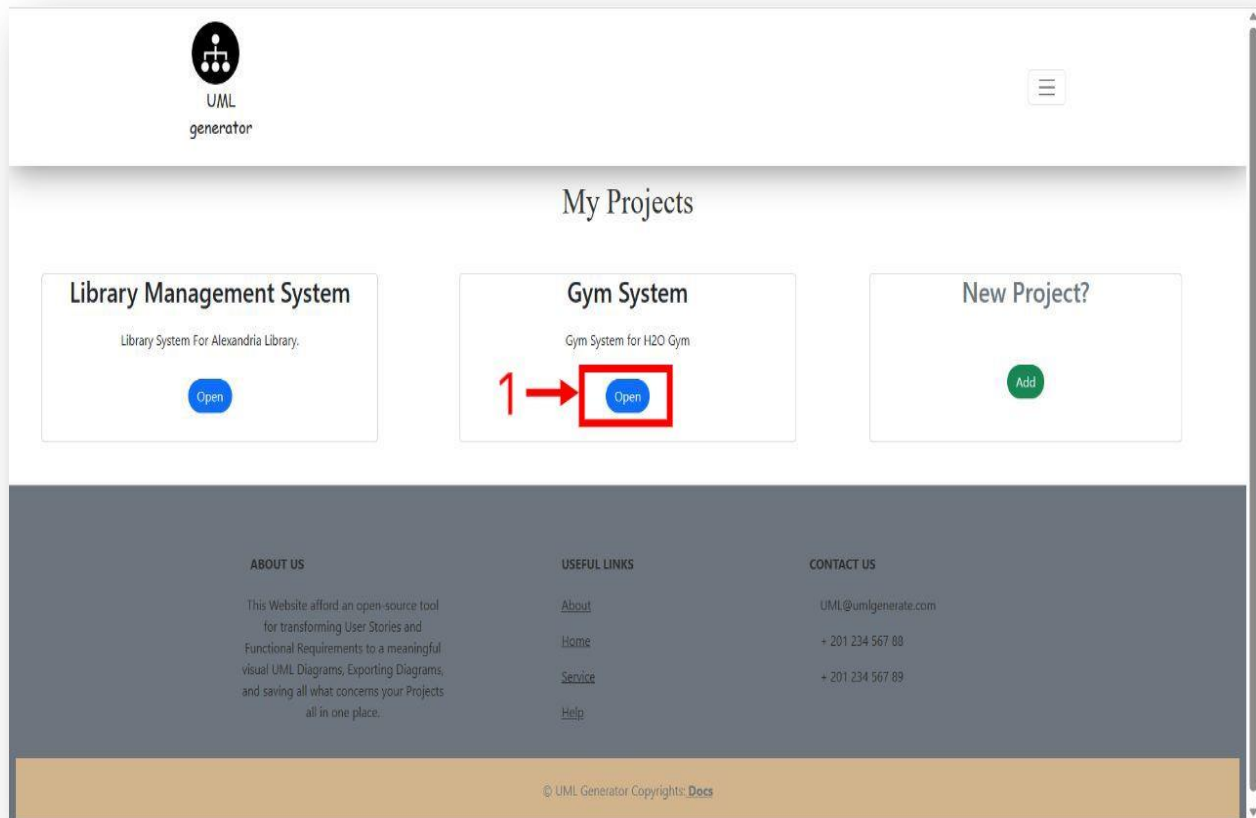 UML
generator
My Projects
Library Management System
Library System For Alexandria Library.
Open
Gym System
Gym System for H2O Gym
1
Open
New Project?
Add
ABOUT US
This Website afford an open-source tool
for transforming User Stories and
Functional Requirements to a meaningful
visual UML Diagrams, Exporting Diagrams,
and saving all what concerns your Projects
all in one place.
USEFUL LINKS
About
Home
Service
Help
CONTACT US
UML@umlgenerate.com
+ 201 234 567 88
+ 201 234 567 89
© UML Generator Copyrights: Docs